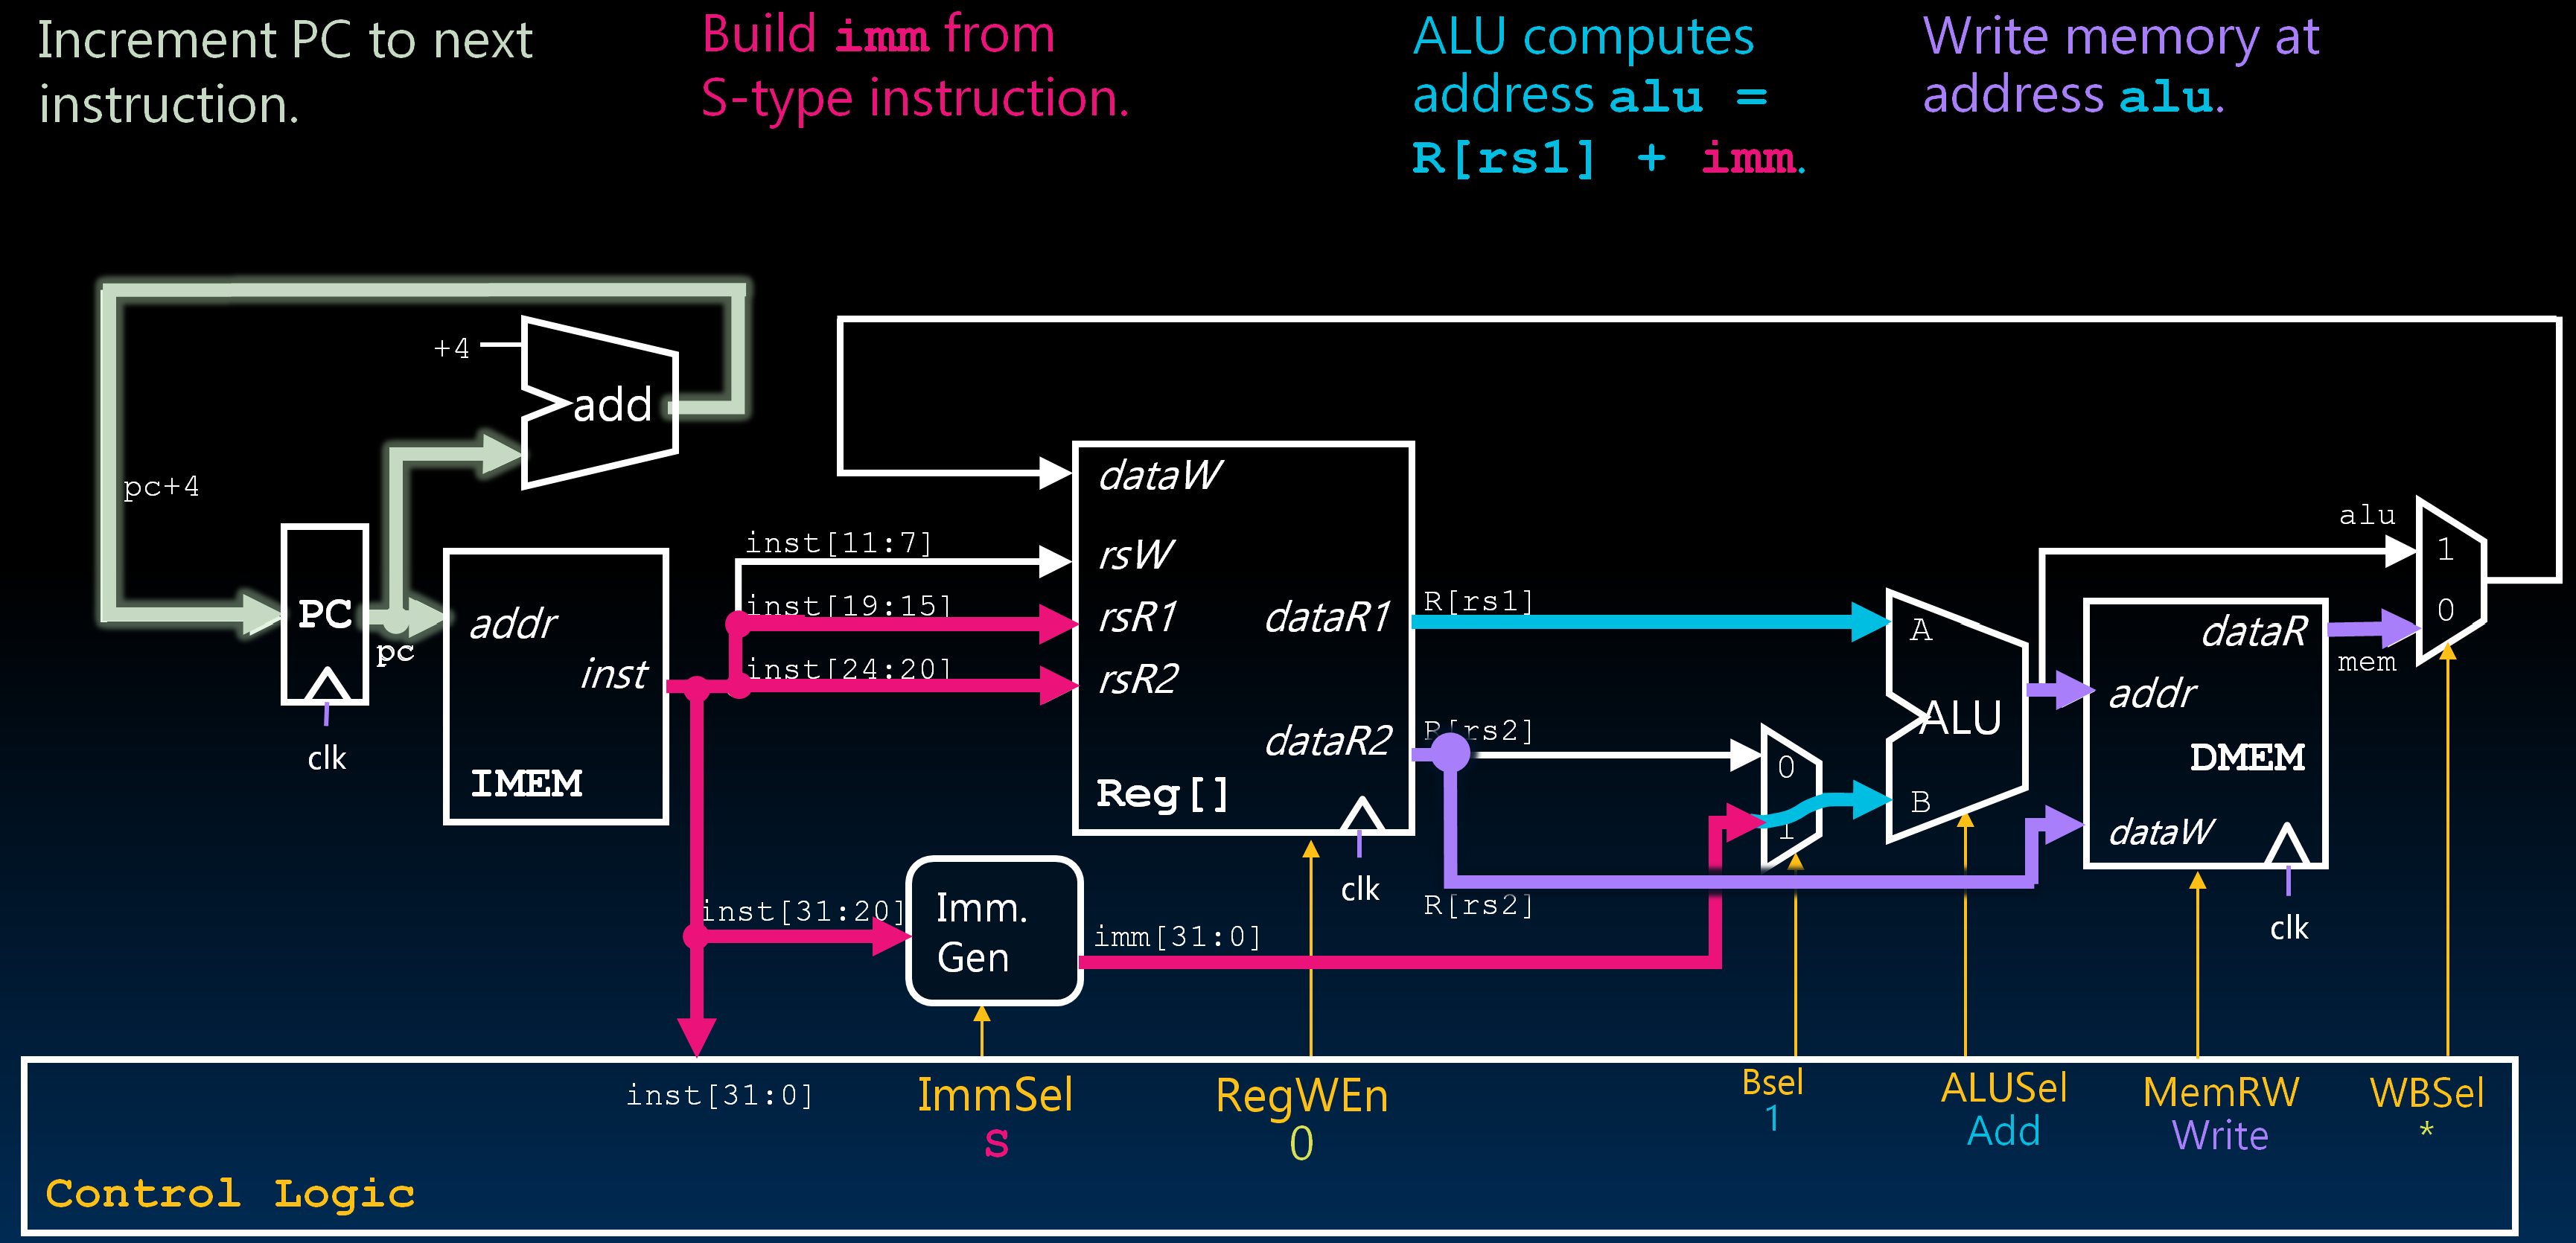 Increment PC to next
instruction.
Build imm from
S-type instruction.
ALU computes
address alu =
R[rs1] + imm.
Write memory at
address alu.
+4
add
pc+4
PC
pc
clk
addr
inst
IMEM
inst[11:7]
inst[19:15]
inst[24:20]
dataW
rsW
rsR1
rsR2
dataR1
dataR2
Reg[]
clk
R[rs1]
R[rs2]
R[rs2]
0
1
A
B
ALU
alu
mem
1
0
dataR
addr
DMEM
dataW
clk
inst[31:20]
Imm.
Gen
imm[31:0]
inst[31:0]
ImmSel
S
RegWEn
0
Bsel
1
ALUSel
Add
MemRW
Write
WBSel
*
Control Logic